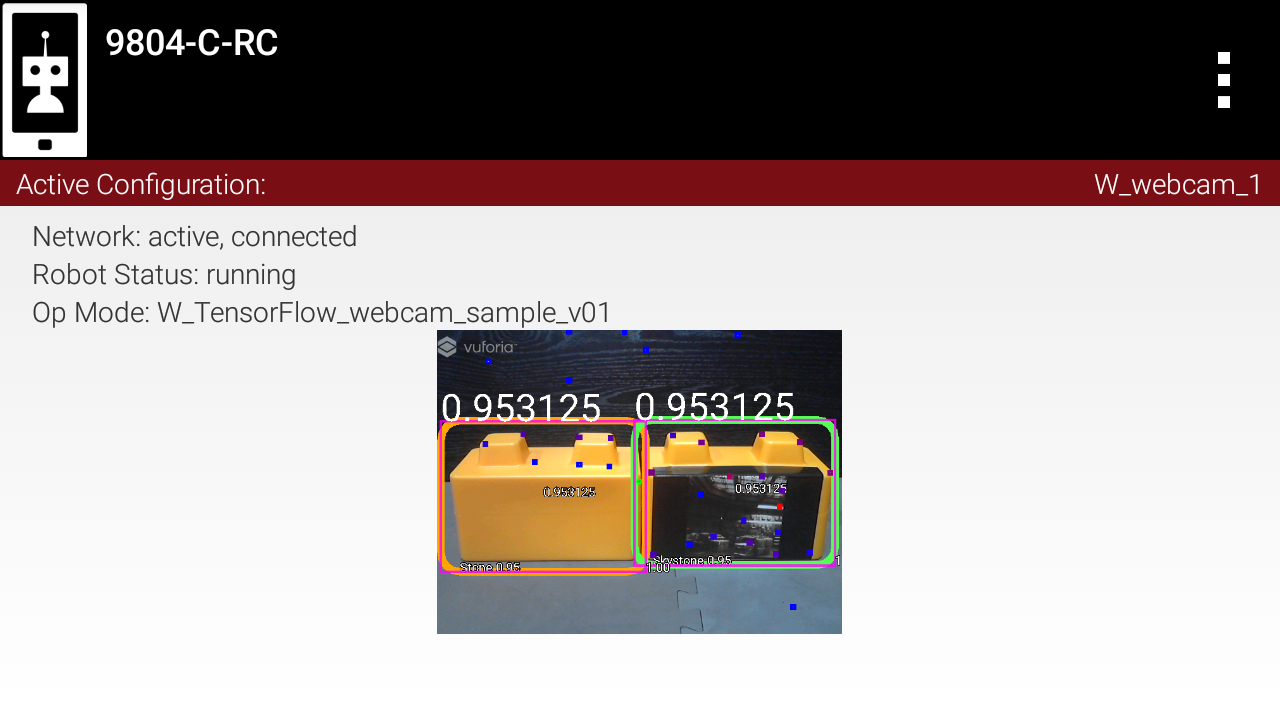 9804-C-RC
Active Configuration: W_webcam_1
Network: active, connected
Robot Status: running
Op Mode: W_TensorFlow_webcam_sample_v01
vuforia™
0.953125 0.953125
0.953125 0.953125
Stone 0.95 Skystone 0.95
1.00 1